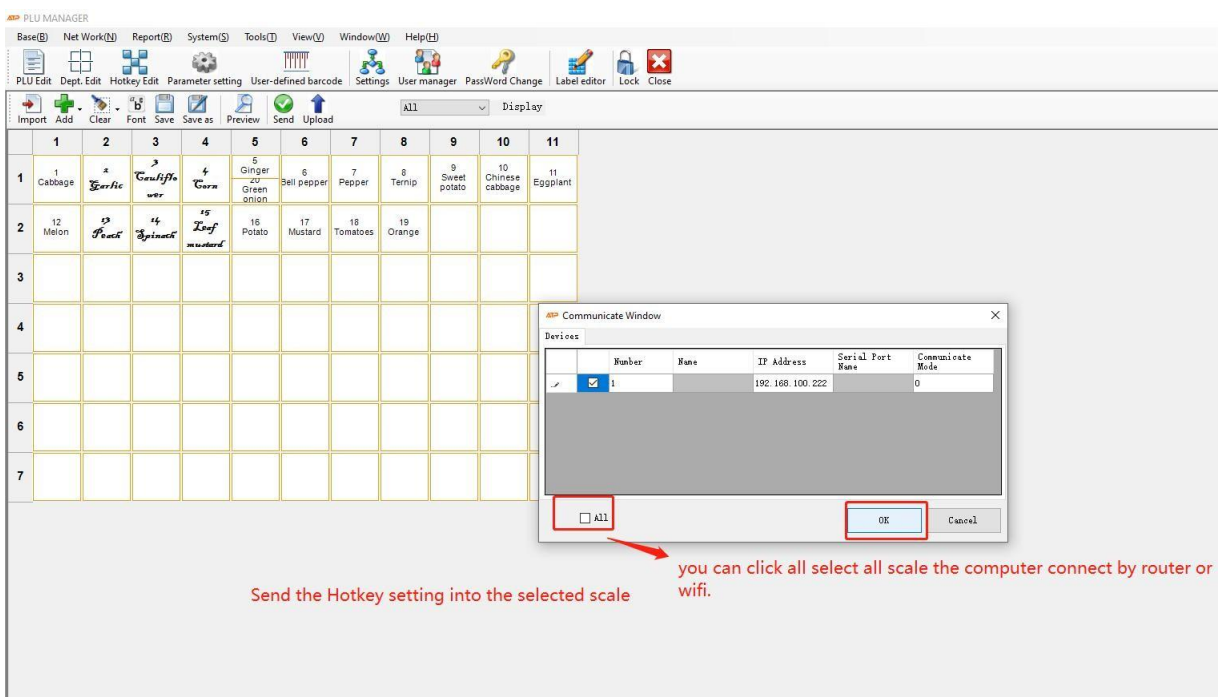 ATP PLU MANAGER
Base(B) Net Work(N) Report(R) System(S) Tools(T) View(V) Window(W) Help(H)
PLU Edit Dept. Edit Hotkey Edit Parameter setting User-defined barcode Settings User manager PassWord Change Label editor Lock Close
Import Add Clear Font Save Save as Preview Send Upload All Display
1 2 3 4 5 6 7 8 9 10 11
1
1
Cabbage
2
Garlic
3
Cauliflo
wer
4
Corn
5
Ginger
20
Green
onion
6
Bell pepper
7
Pepper
8
Ternip
9
Sweet
potato
10
Chinese
cabbage
11
Eggplant
2
12
Melon
13
Peach
14
Spinach
15
Leaf
mustard
16
Potato
17
Mustard
18
Tomatoes
19
Orange
3
4
5
6
7
ATP Communicate Window
Devices
Number Name IP Address Serial Port Name Communicate Mode
1 192.168.100.222 0
All OK Cancel
you can click all select all scale the computer connect by router or
wifi.
Send the Hotkey setting into the selected scale